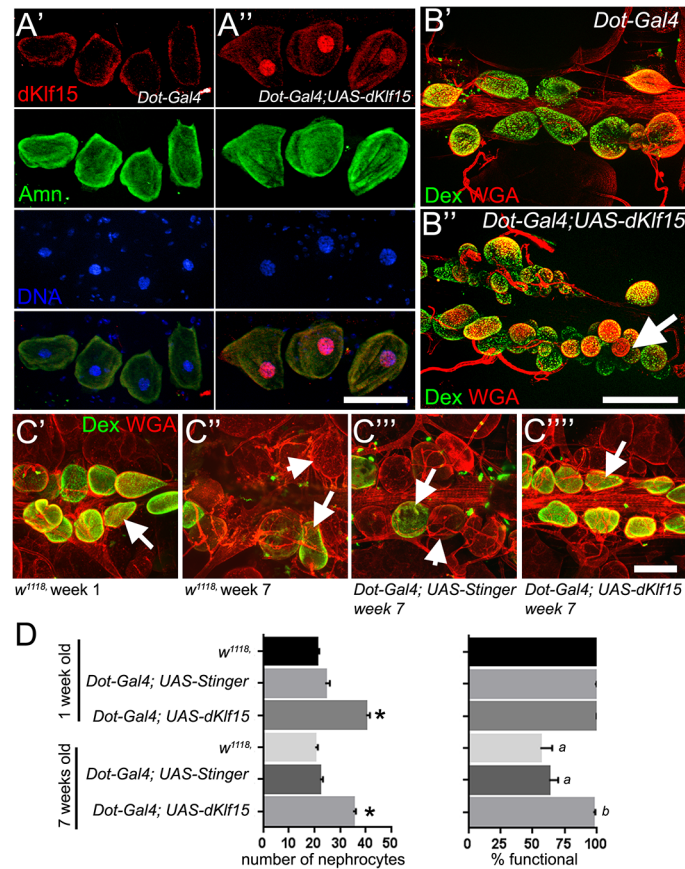 A' A'' B' Dot-Gal4
dKlf15 Dot-Gal4 Dot-Gal4;UAS-dKlf15
Amn Dex WGA
B'' Dot-Gal4;UAS-dKlf15
DNA
Dex WGA
C' Dex WGA C'' C''' C''''
w1118, week 1 w1118, week 7 Dot-Gal4; UAS-Stinger Dot-Gal4; UAS-dKlf15
week 7 week 7
D
1 week old
w1118,
Dot-Gal4; UAS-Stinger
Dot-Gal4; UAS-dKlf15 *
7 weeks old
w1118, a
Dot-Gal4; UAS-Stinger a
Dot-Gal4; UAS-dKlf15 * b
0 10 20 30 40 50 0 25 50 75 100
number of nephrocytes % functional